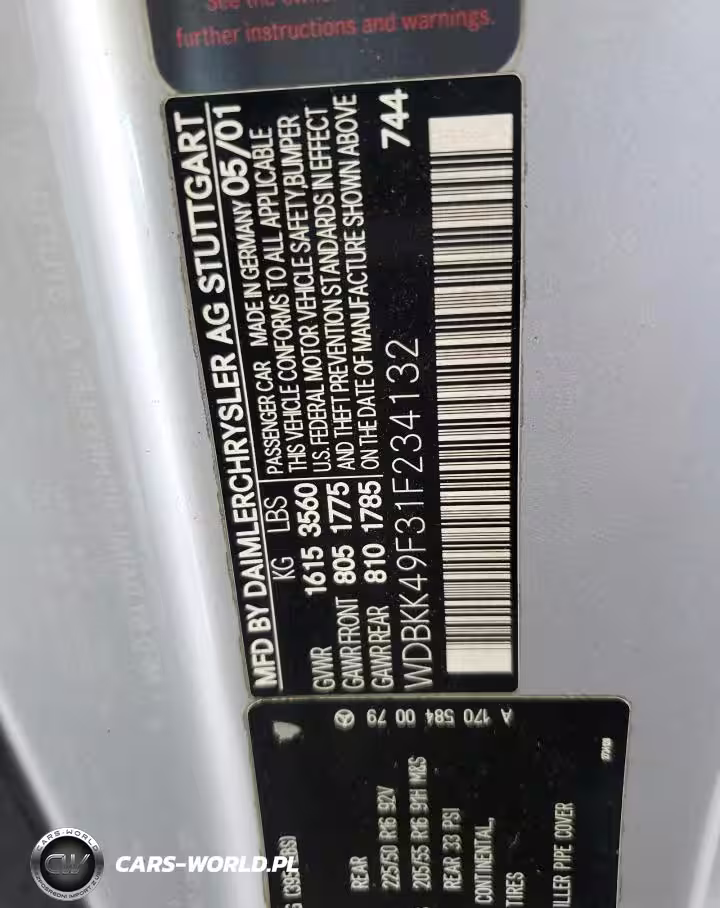 further instructions and warnings.
MFD BY DAIMLERCHRYSLER AG STUTTGART
KG LBS PASSENGER CAR MADE IN GERMANY 05/01
THIS VEHICLE CONFORMS TO ALL APPLICABLE
GVWR 1615 3560 U.S. FEDERAL MOTOR VEHICLE SAFETY,BUMPER
GAWR FRONT 805 1775 AND THEFT PREVENTION STANDARDS IN EFFECT
GAWR REAR 810 1785 ON THE DATE OF MANUFACTURE SHOWN ABOVE
WDBKK49F31F234132 744
A 170 584 00 79
REAR
225/50 R16 92V
205/55 R16 91H M&S
REAR 33 PSI
CONTINENTAL,
TIRES
PIPE COVER
CARS-WORLD
CW
CARS-WORLD.PL